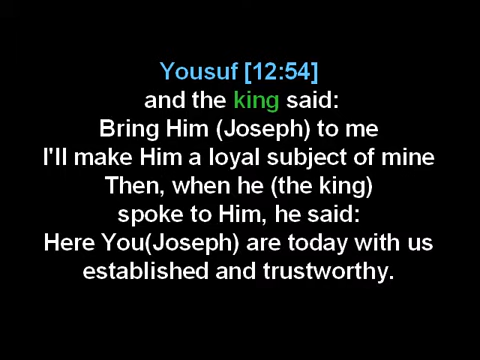 Yousuf [12:54]
and the king said:
Bring Him (Joseph) to me
I'll make Him a loyal subject of mine
Then, when he (the king)
spoke to Him, he said:
Here You(Joseph) are today with us
established and trustworthy.